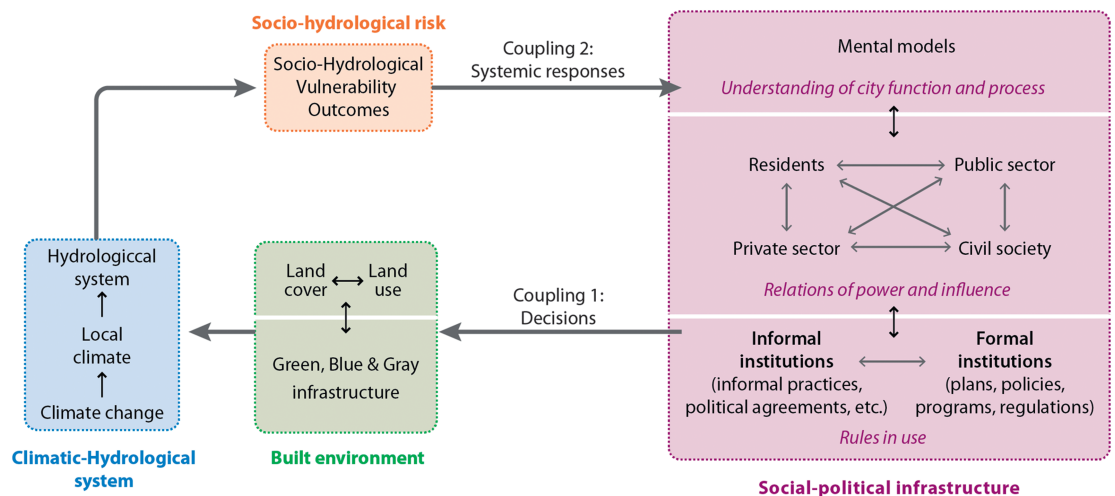 Socio-hydrological risk
Socio-Hydrological
Vulnerability
Outcomes
Coupling 2:
Systemic responses
Mental models
Understanding of city function and process
Residents
Public sector
Private sector
Civil society
Relations of power and influence
Informal
institutions
(informal practices,
political agreements, etc.)
Formal
institutions
(plans, policies,
programs, regulations)
Rules in use
Social-political infrastructure
Coupling 1:
Decisions
Land
cover
Land
use
Green, Blue & Gray
infrastructure
Built environment
Hydrologiccal
system
Local
climate
Climate change
Climatic-Hydrological
system